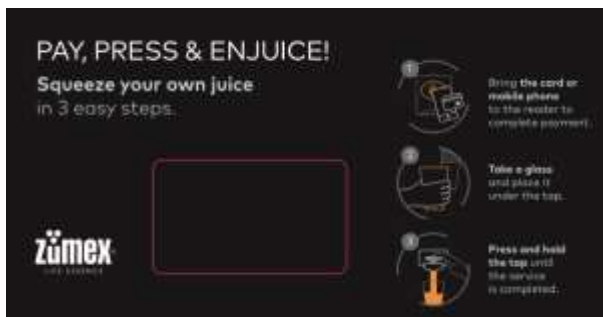 PAY, PRESS & ENJUICE!
Squeeze your own juice
in 3 easy steps.
1
Bring the card or
mobile phone
to the reader to
complete payment.
2
Take a glass
and place it
under the tap.
3
Press and hold
the tap until
the service
is completed.
zümex
LIFE ESSENCE